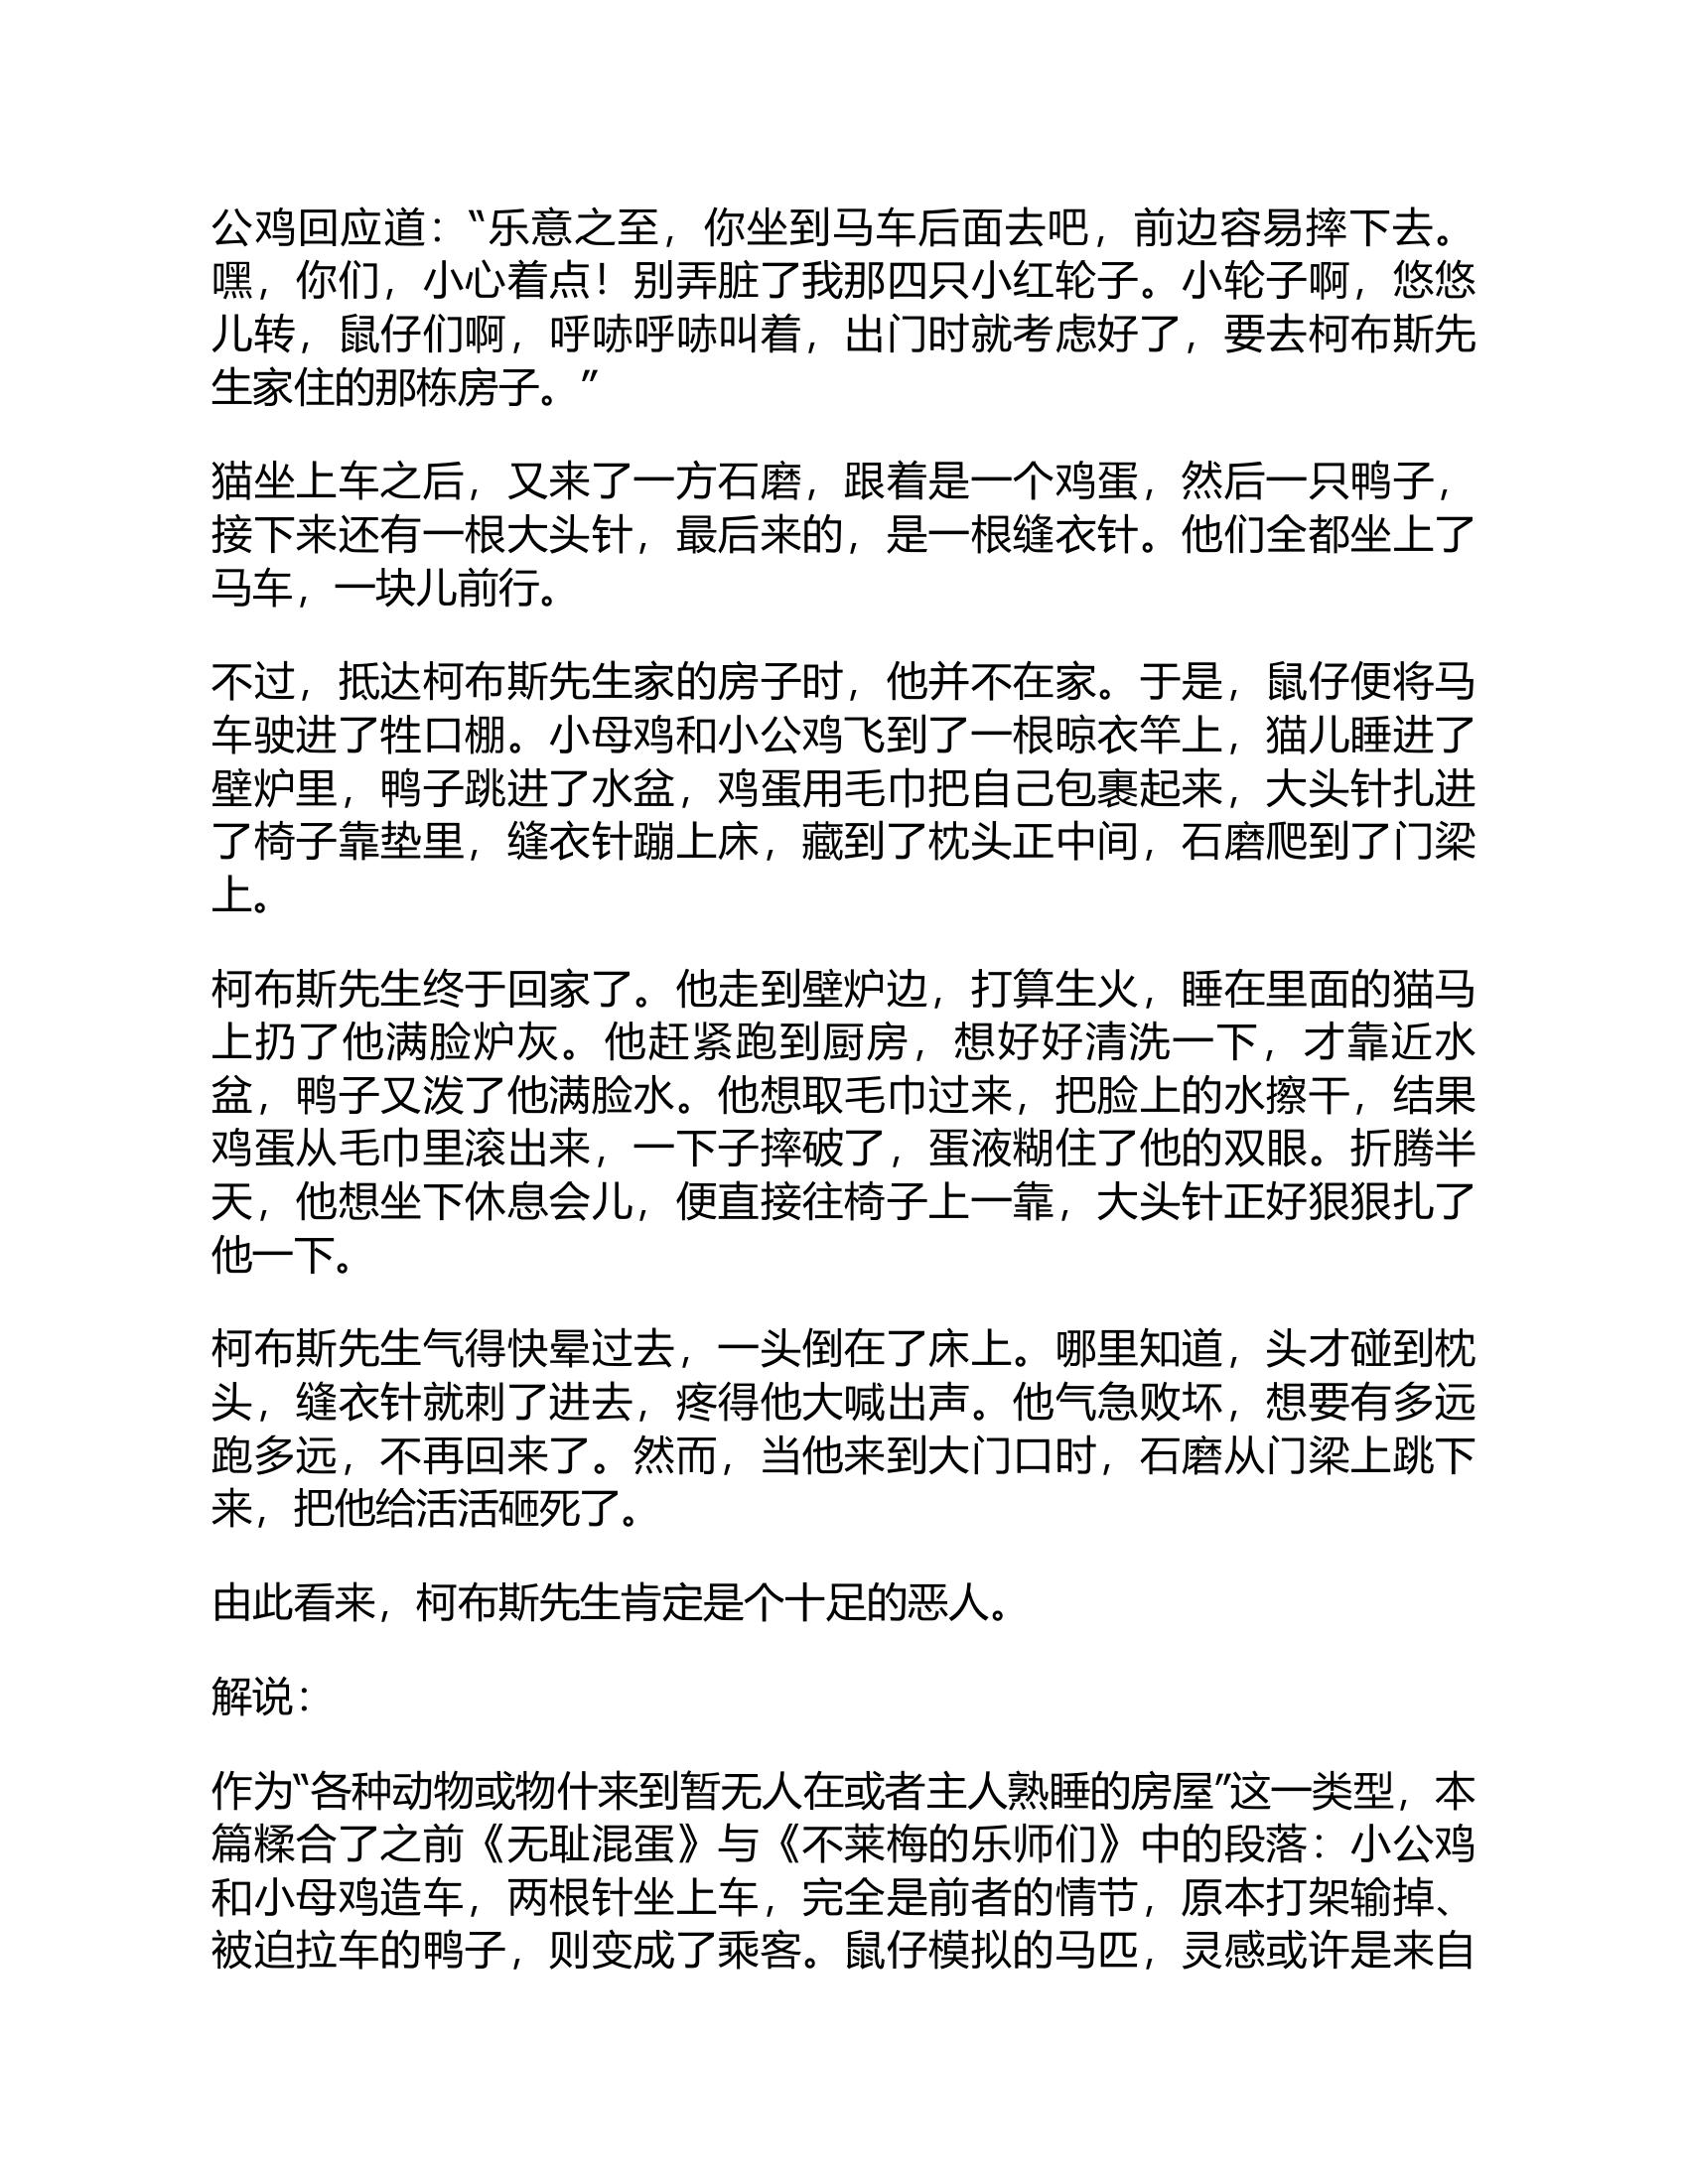 公鸡回应道：“乐意之至，你坐到马车后面去吧，前边容易摔下去。
嘿，你们，小心着点！别弄脏了我那四只小红轮子。小轮子啊，悠悠
儿转，鼠仔们啊，呼哧呼哧叫着，出门时就考虑好了，要去柯布斯先
生家住的那栋房子。”
猫坐上车之后，又来了一方石磨，跟着是一个鸡蛋，然后一只鸭子，
接下来还有一根大头针，最后来的，是一根缝衣针。他们全都坐上了
马车，一块儿前行。
不过，抵达柯布斯先生家的房子时，他并不在家。于是，鼠仔便将马
车驶进了牲口棚。小母鸡和小公鸡飞到了一根晾衣竿上，猫儿睡进了
壁炉里，鸭子跳进了水盆，鸡蛋用毛巾把自己包裹起来，大头针扎进
了椅子靠垫里，缝衣针蹦上床，藏到了枕头正中间，石磨爬到了门梁
上。
柯布斯先生终于回家了。他走到壁炉边，打算生火，睡在里面的猫马
上扔了他满脸炉灰。他赶紧跑到厨房，想好好清洗一下，才靠近水
盆，鸭子又泼了他满脸水。他想取毛巾过来，把脸上的水擦干，结果
鸡蛋从毛巾里滚出来，一下子摔破了，蛋液糊住了他的双眼。折腾半
天，他想坐下休息会儿，便直接往椅子上一靠，大头针正好狠狠扎了
他一下。
柯布斯先生气得快晕过去，一头倒在了床上。哪里知道，头才碰到枕
头，缝衣针就刺了进去，疼得他大喊出声。他气急败坏，想要有多远
跑多远，不再回来了。然而，当他来到大门口时，石磨从门梁上跳下
来，把他给活活砸死了。
由此看来，柯布斯先生肯定是个十足的恶人。
解说：
作为“各种动物或物什来到暂无人在或者主人熟睡的房屋”这一类型，本
篇糅合了之前《无耻混蛋》与《不莱梅的乐师们》中的段落：小公鸡
和小母鸡造车，两根针坐上车，完全是前者的情节，原本打架输掉、
被迫拉车的鸭子，则变成了乘客。鼠仔模拟的马匹，灵感或许是来自